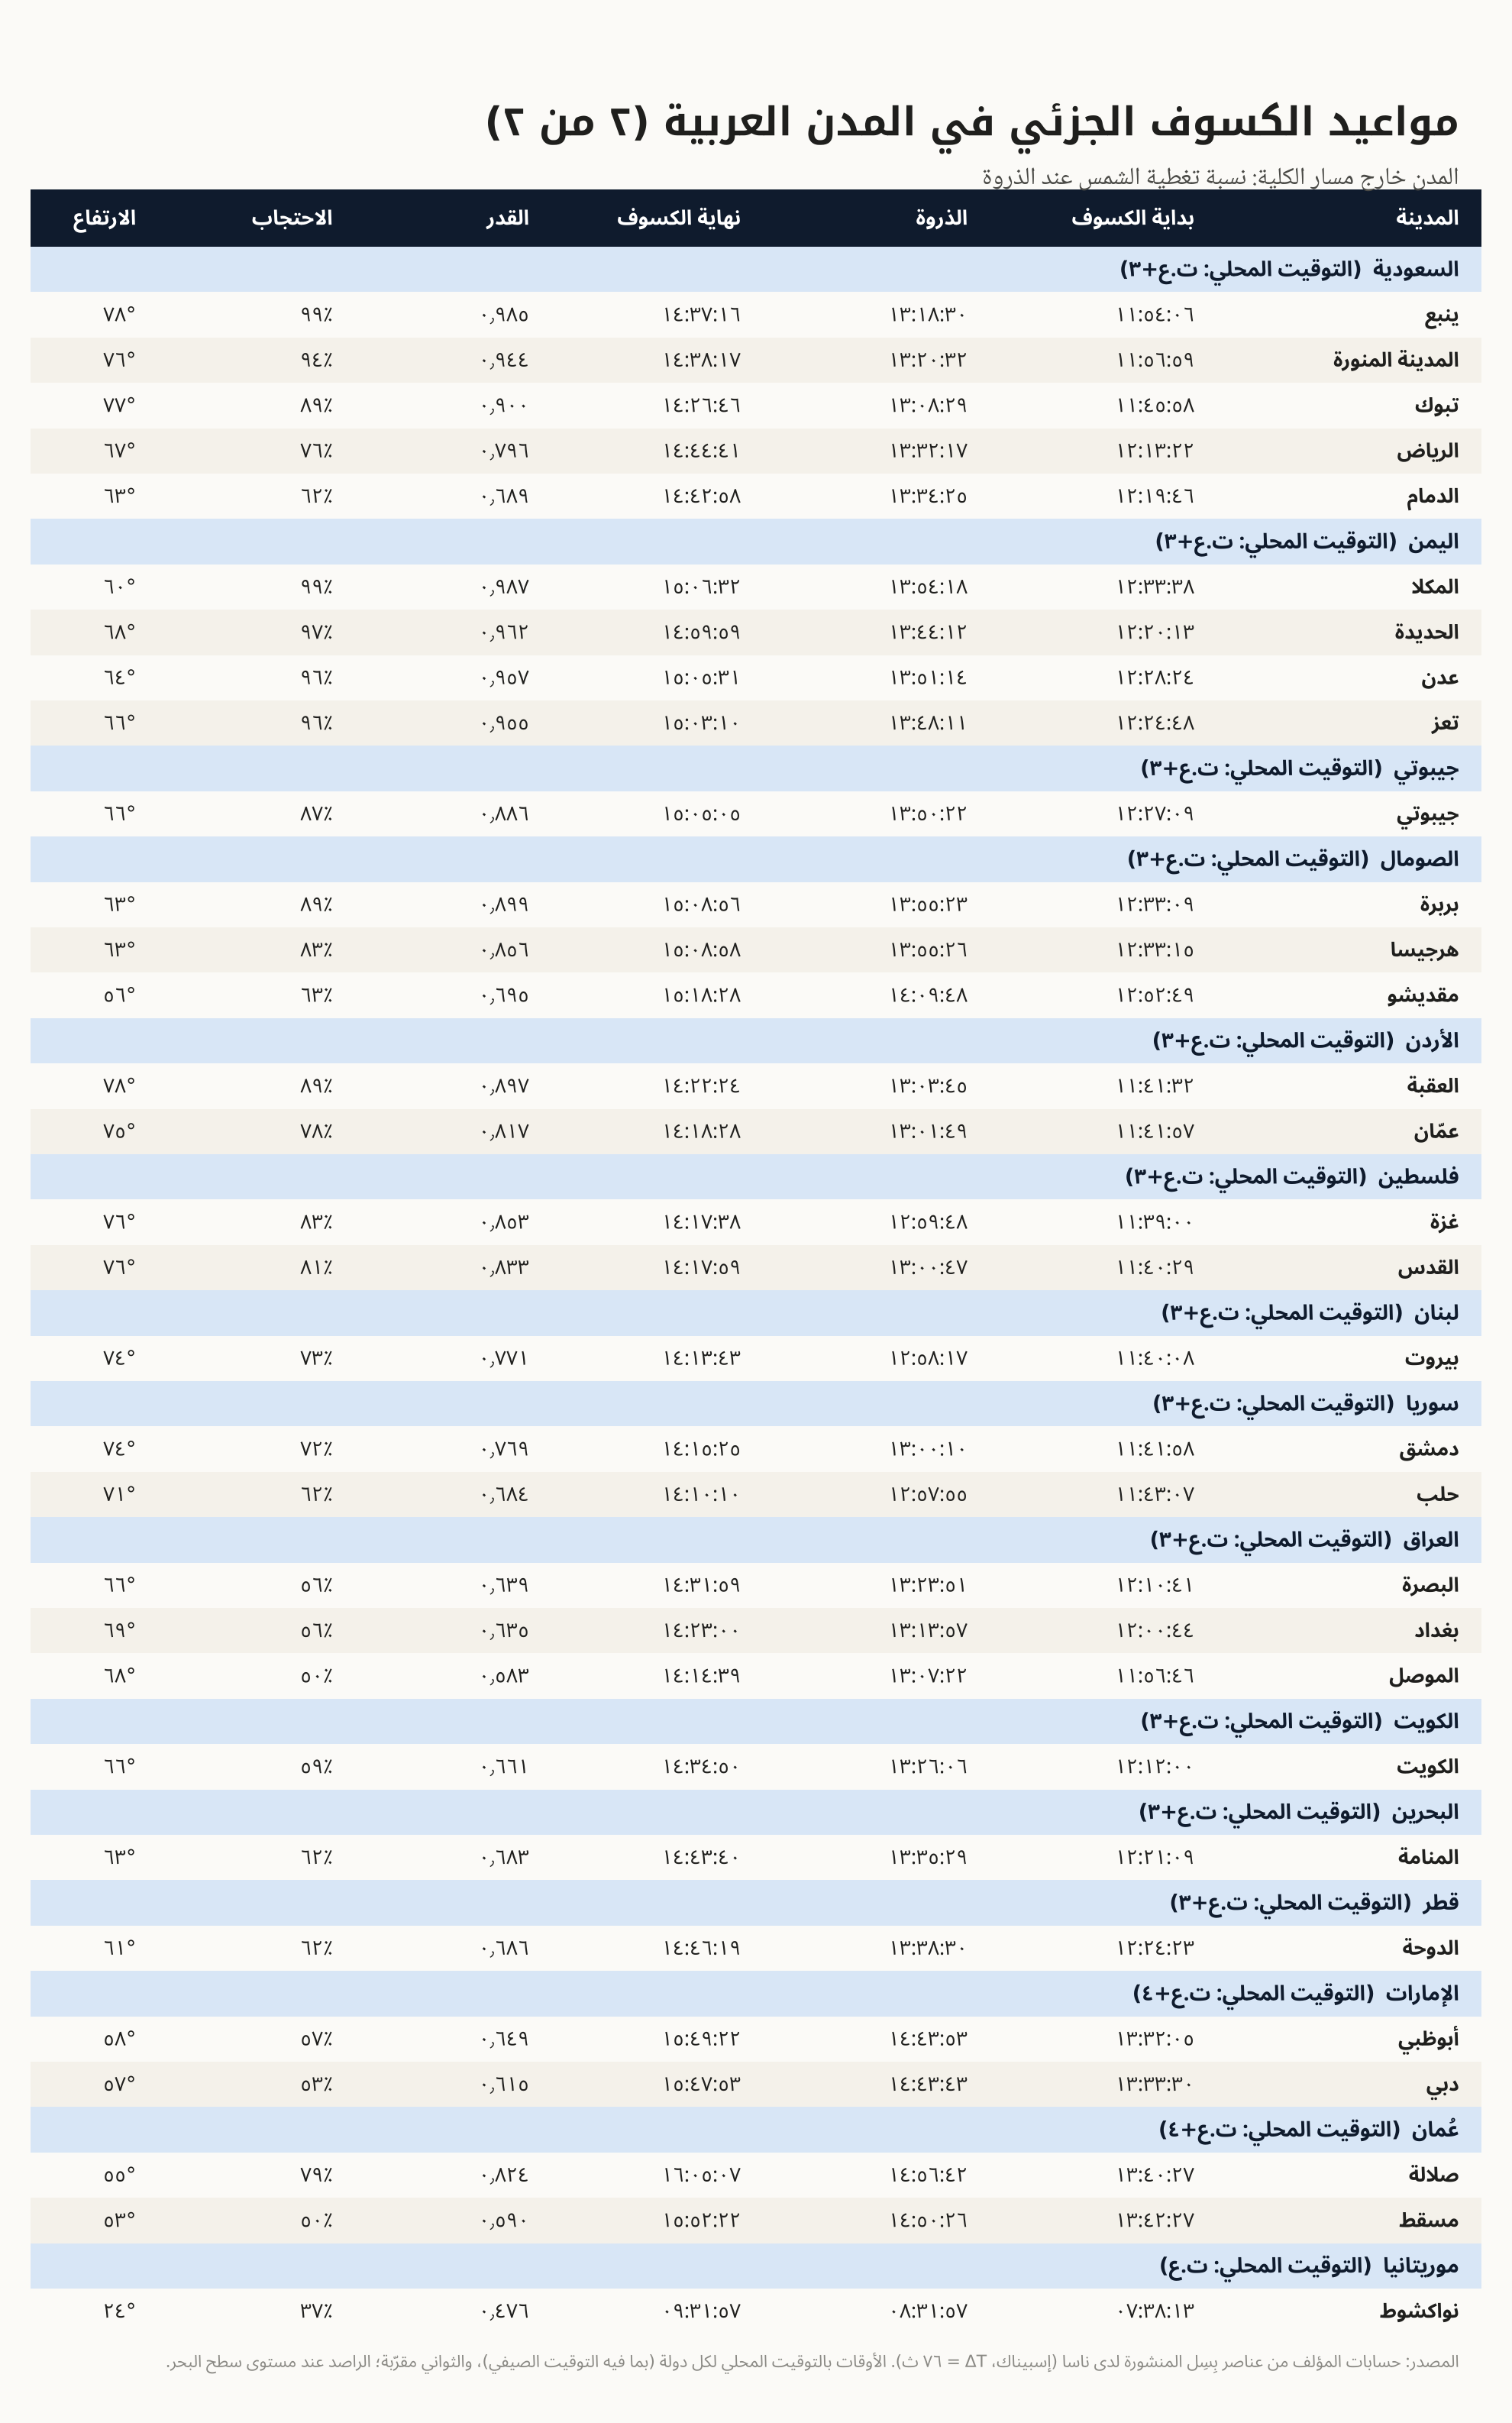 مواعيد الكسوف الجزئي في المدن العربية (٢ من ٢)
المدن خارج مسار الكلية: نسبة تغطية الشمس عند الذروة
المدينة بداية الكسوف الذروة نهاية الكسوف القدر الاحتجاب الارتفاع
السعودية (التوقيت المحلي: ت.ع+٣)
ينبع ١١:٥٤:٠٦ ١٣:١٨:٣٠ ١٤:٣٧:١٦ ٠,٩٨٥ ٩٩٪ ٧٨°
المدينة المنورة ١١:٥٦:٥٩ ١٣:٢٠:٣٢ ١٤:٣٨:١٧ ٠,٩٤٤ ٩٤٪ ٧٦°
تبوك ١١:٤٥:٥٨ ١٣:٠٨:٢٩ ١٤:٢٦:٤٦ ٠,٩٠٠ ٨٩٪ ٧٧°
الرياض ١٢:١٣:٢٢ ١٣:٣٢:١٧ ١٤:٤٤:٤١ ٠,٧٩٦ ٧٦٪ ٦٧°
الدمام ١٢:١٩:٤٦ ١٣:٣٤:٢٥ ١٤:٤٢:٥٨ ٠,٦٨٩ ٦٢٪ ٦٣°
اليمن (التوقيت المحلي: ت.ع+٣)
المكلا ١٢:٣٣:٣٨ ١٣:٥٤:١٨ ١٥:٠٦:٣٢ ٠,٩٨٧ ٩٩٪ ٦٠°
الحديدة ١٢:٢٠:١٣ ١٣:٤٤:١٢ ١٤:٥٩:٥٩ ٠,٩٦٢ ٩٧٪ ٦٨°
عدن ١٢:٢٨:٢٤ ١٣:٥١:١٤ ١٥:٠٥:٣١ ٠,٩٥٧ ٩٦٪ ٦٤°
تعز ١٢:٢٤:٤٨ ١٣:٤٨:١١ ١٥:٠٣:١٠ ٠,٩٥٥ ٩٦٪ ٦٦°
جيبوتي (التوقيت المحلي: ت.ع+٣)
جيبوتي ١٢:٢٧:٠٩ ١٣:٥٠:٢٢ ١٥:٠٥:٠٥ ٠,٨٨٦ ٨٧٪ ٦٦°
الصومال (التوقيت المحلي: ت.ع+٣)
بربرة ١٢:٣٣:٠٩ ١٣:٥٥:٢٣ ١٥:٠٨:٥٦ ٠,٨٩٩ ٨٩٪ ٦٣°
هرجيسا ١٢:٣٣:١٥ ١٣:٥٥:٢٦ ١٥:٠٨:٥٨ ٠,٨٥٦ ٨٣٪ ٦٣°
مقديشو ١٢:٥٢:٤٩ ١٤:٠٩:٤٨ ١٥:١٨:٢٨ ٠,٦٩٥ ٦٣٪ ٥٦°
الأردن (التوقيت المحلي: ت.ع+٣)
العقبة ١١:٤١:٣٢ ١٣:٠٣:٤٥ ١٤:٢٢:٢٤ ٠,٨٩٧ ٨٩٪ ٧٨°
عمّان ١١:٤١:٥٧ ١٣:٠١:٤٩ ١٤:١٨:٢٨ ٠,٨١٧ ٧٨٪ ٧٥°
فلسطين (التوقيت المحلي: ت.ع+٣)
غزة ١١:٣٩:٠٠ ١٢:٥٩:٤٨ ١٤:١٧:٣٨ ٠,٨٥٣ ٨٣٪ ٧٦°
القدس ١١:٤٠:٢٩ ١٣:٠٠:٤٧ ١٤:١٧:٥٩ ٠,٨٣٣ ٨١٪ ٧٦°
لبنان (التوقيت المحلي: ت.ع+٣)
بيروت ١١:٤٠:٠٨ ١٢:٥٨:١٧ ١٤:١٣:٤٣ ٠,٧٧١ ٧٣٪ ٧٤°
سوريا (التوقيت المحلي: ت.ع+٣)
دمشق ١١:٤١:٥٨ ١٣:٠٠:١٠ ١٤:١٥:٢٥ ٠,٧٦٩ ٧٢٪ ٧٤°
حلب ١١:٤٣:٠٧ ١٢:٥٧:٥٥ ١٤:١٠:١٠ ٠,٦٨٤ ٦٢٪ ٧١°
العراق (التوقيت المحلي: ت.ع+٣)
البصرة ١٢:١٠:٤١ ١٣:٢٣:٥١ ١٤:٣١:٥٩ ٠,٦٣٩ ٥٦٪ ٦٦°
بغداد ١٢:٠٠:٤٤ ١٣:١٣:٥٧ ١٤:٢٣:٠٠ ٠,٦٣٥ ٥٦٪ ٦٩°
الموصل ١١:٥٦:٤٦ ١٣:٠٧:٢٢ ١٤:١٤:٣٩ ٠,٥٨٣ ٥٠٪ ٦٨°
الكويت (التوقيت المحلي: ت.ع+٣)
الكويت ١٢:١٢:٠٠ ١٣:٢٦:٠٦ ١٤:٣٤:٥٠ ٠,٦٦١ ٥٩٪ ٦٦°
البحرين (التوقيت المحلي: ت.ع+٣)
المنامة ١٢:٢١:٠٩ ١٣:٣٥:٢٩ ١٤:٤٣:٤٠ ٠,٦٨٣ ٦٢٪ ٦٣°
قطر (التوقيت المحلي: ت.ع+٣)
الدوحة ١٢:٢٤:٢٣ ١٣:٣٨:٣٠ ١٤:٤٦:١٩ ٠,٦٨٦ ٦٢٪ ٦١°
الإمارات (التوقيت المحلي: ت.ع+٤)
أبوظبي ١٣:٣٢:٠٥ ١٤:٤٣:٥٣ ١٥:٤٩:٢٢ ٠,٦٤٩ ٥٧٪ ٥٨°
دبي ١٣:٣٣:٣٠ ١٤:٤٣:٤٣ ١٥:٤٧:٥٣ ٠,٦١٥ ٥٣٪ ٥٧°
عُمان (التوقيت المحلي: ت.ع+٤)
صلالة ١٣:٤٠:٢٧ ١٤:٥٦:٤٢ ١٦:٠٥:٠٧ ٠,٨٢٤ ٧٩٪ ٥٥°
مسقط ١٣:٤٢:٢٧ ١٤:٥٠:٢٦ ١٥:٥٢:٢٢ ٠,٥٩٠ ٥٠٪ ٥٣°
موريتانيا (التوقيت المحلي: ت.ع)
نواكشوط ٠٧:٣٨:١٣ ٠٨:٣١:٥٧ ٠٩:٣١:٥٧ ٠,٤٧٦ ٣٧٪ ٢٤°
المصدر: حسابات المؤلف من عناصر بِسِل المنشورة لدى ناسا (إسبيناك، ΔT = ٧٦ ث). الأوقات بالتوقيت المحلي لكل دولة (بما فيه التوقيت الصيفي)، والثواني مقرّبة؛ الراصد عند مستوى سطح البحر.